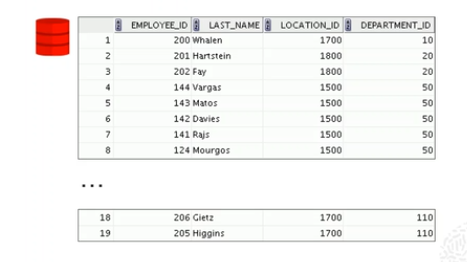 EMPLOYEE_ID LAST_NAME LOCATION_ID DEPARTMENT_ID
1 200 Whalen 1700 10
2 201 Hartstein 1800 20
3 202 Fay 1800 20
4 144 Vargas 1500 50
5 143 Matos 1500 50
6 142 Davies 1500 50
7 141 Rajs 1500 50
8 124 Mourgos 1500 50
...
18 206 Gietz 1700 110
19 205 Higgins 1700 110